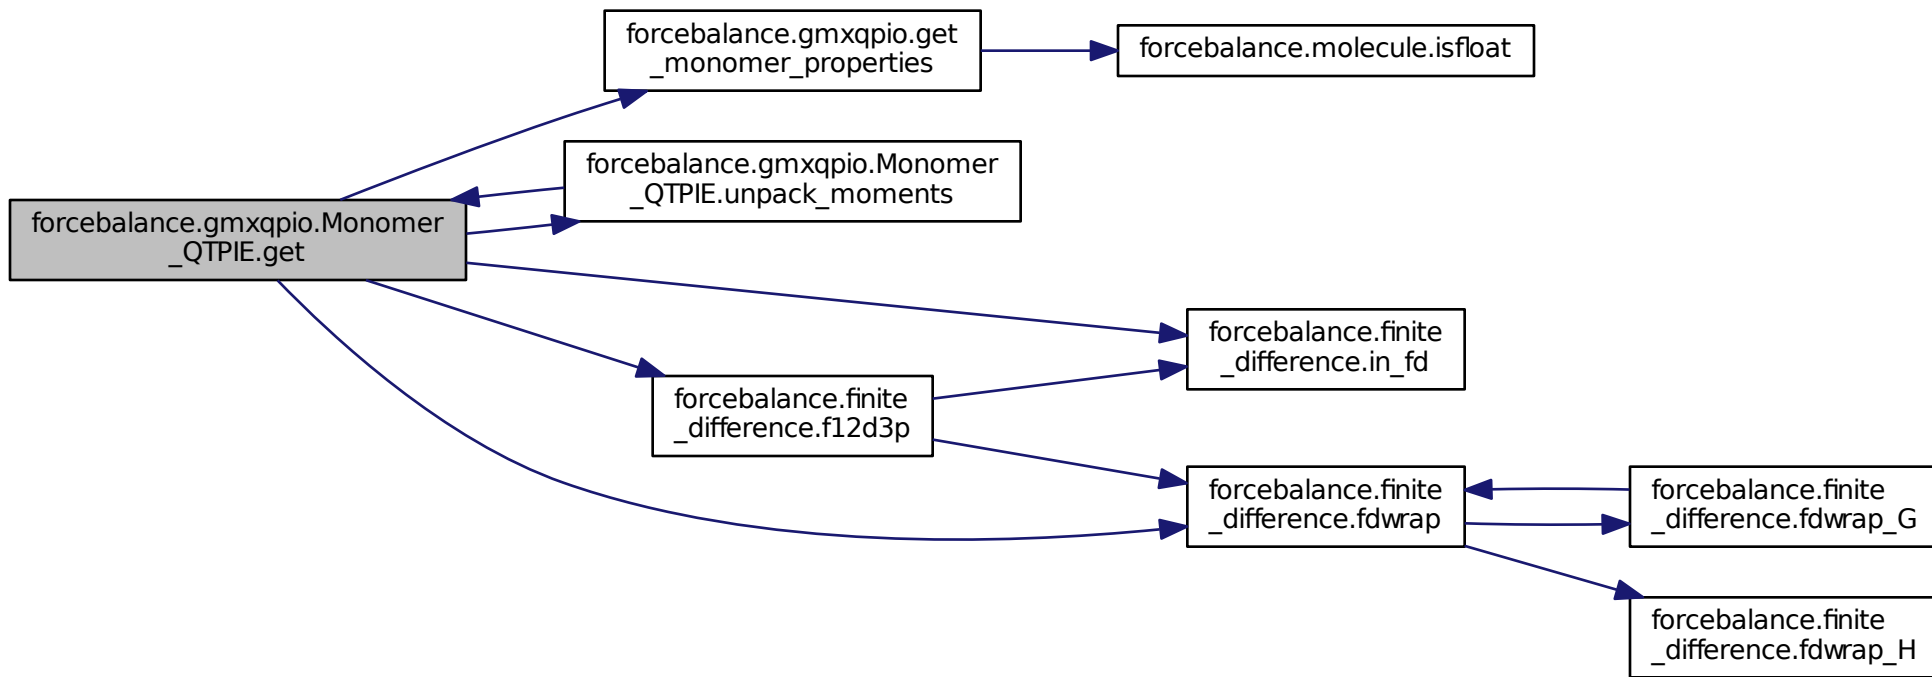 forcebalance.gmxqpio.get
_monomer_properties
forcebalance.molecule.isfloat
forcebalance.gmxqpio.Monomer
_QTPIE.unpack_moments
forcebalance.gmxqpio.Monomer
_QTPIE.get
forcebalance.finite
_difference.in_fd
forcebalance.finite
_difference.f12d3p
forcebalance.finite
_difference.fdwrap
forcebalance.finite
_difference.fdwrap_G
forcebalance.finite
_difference.fdwrap_H